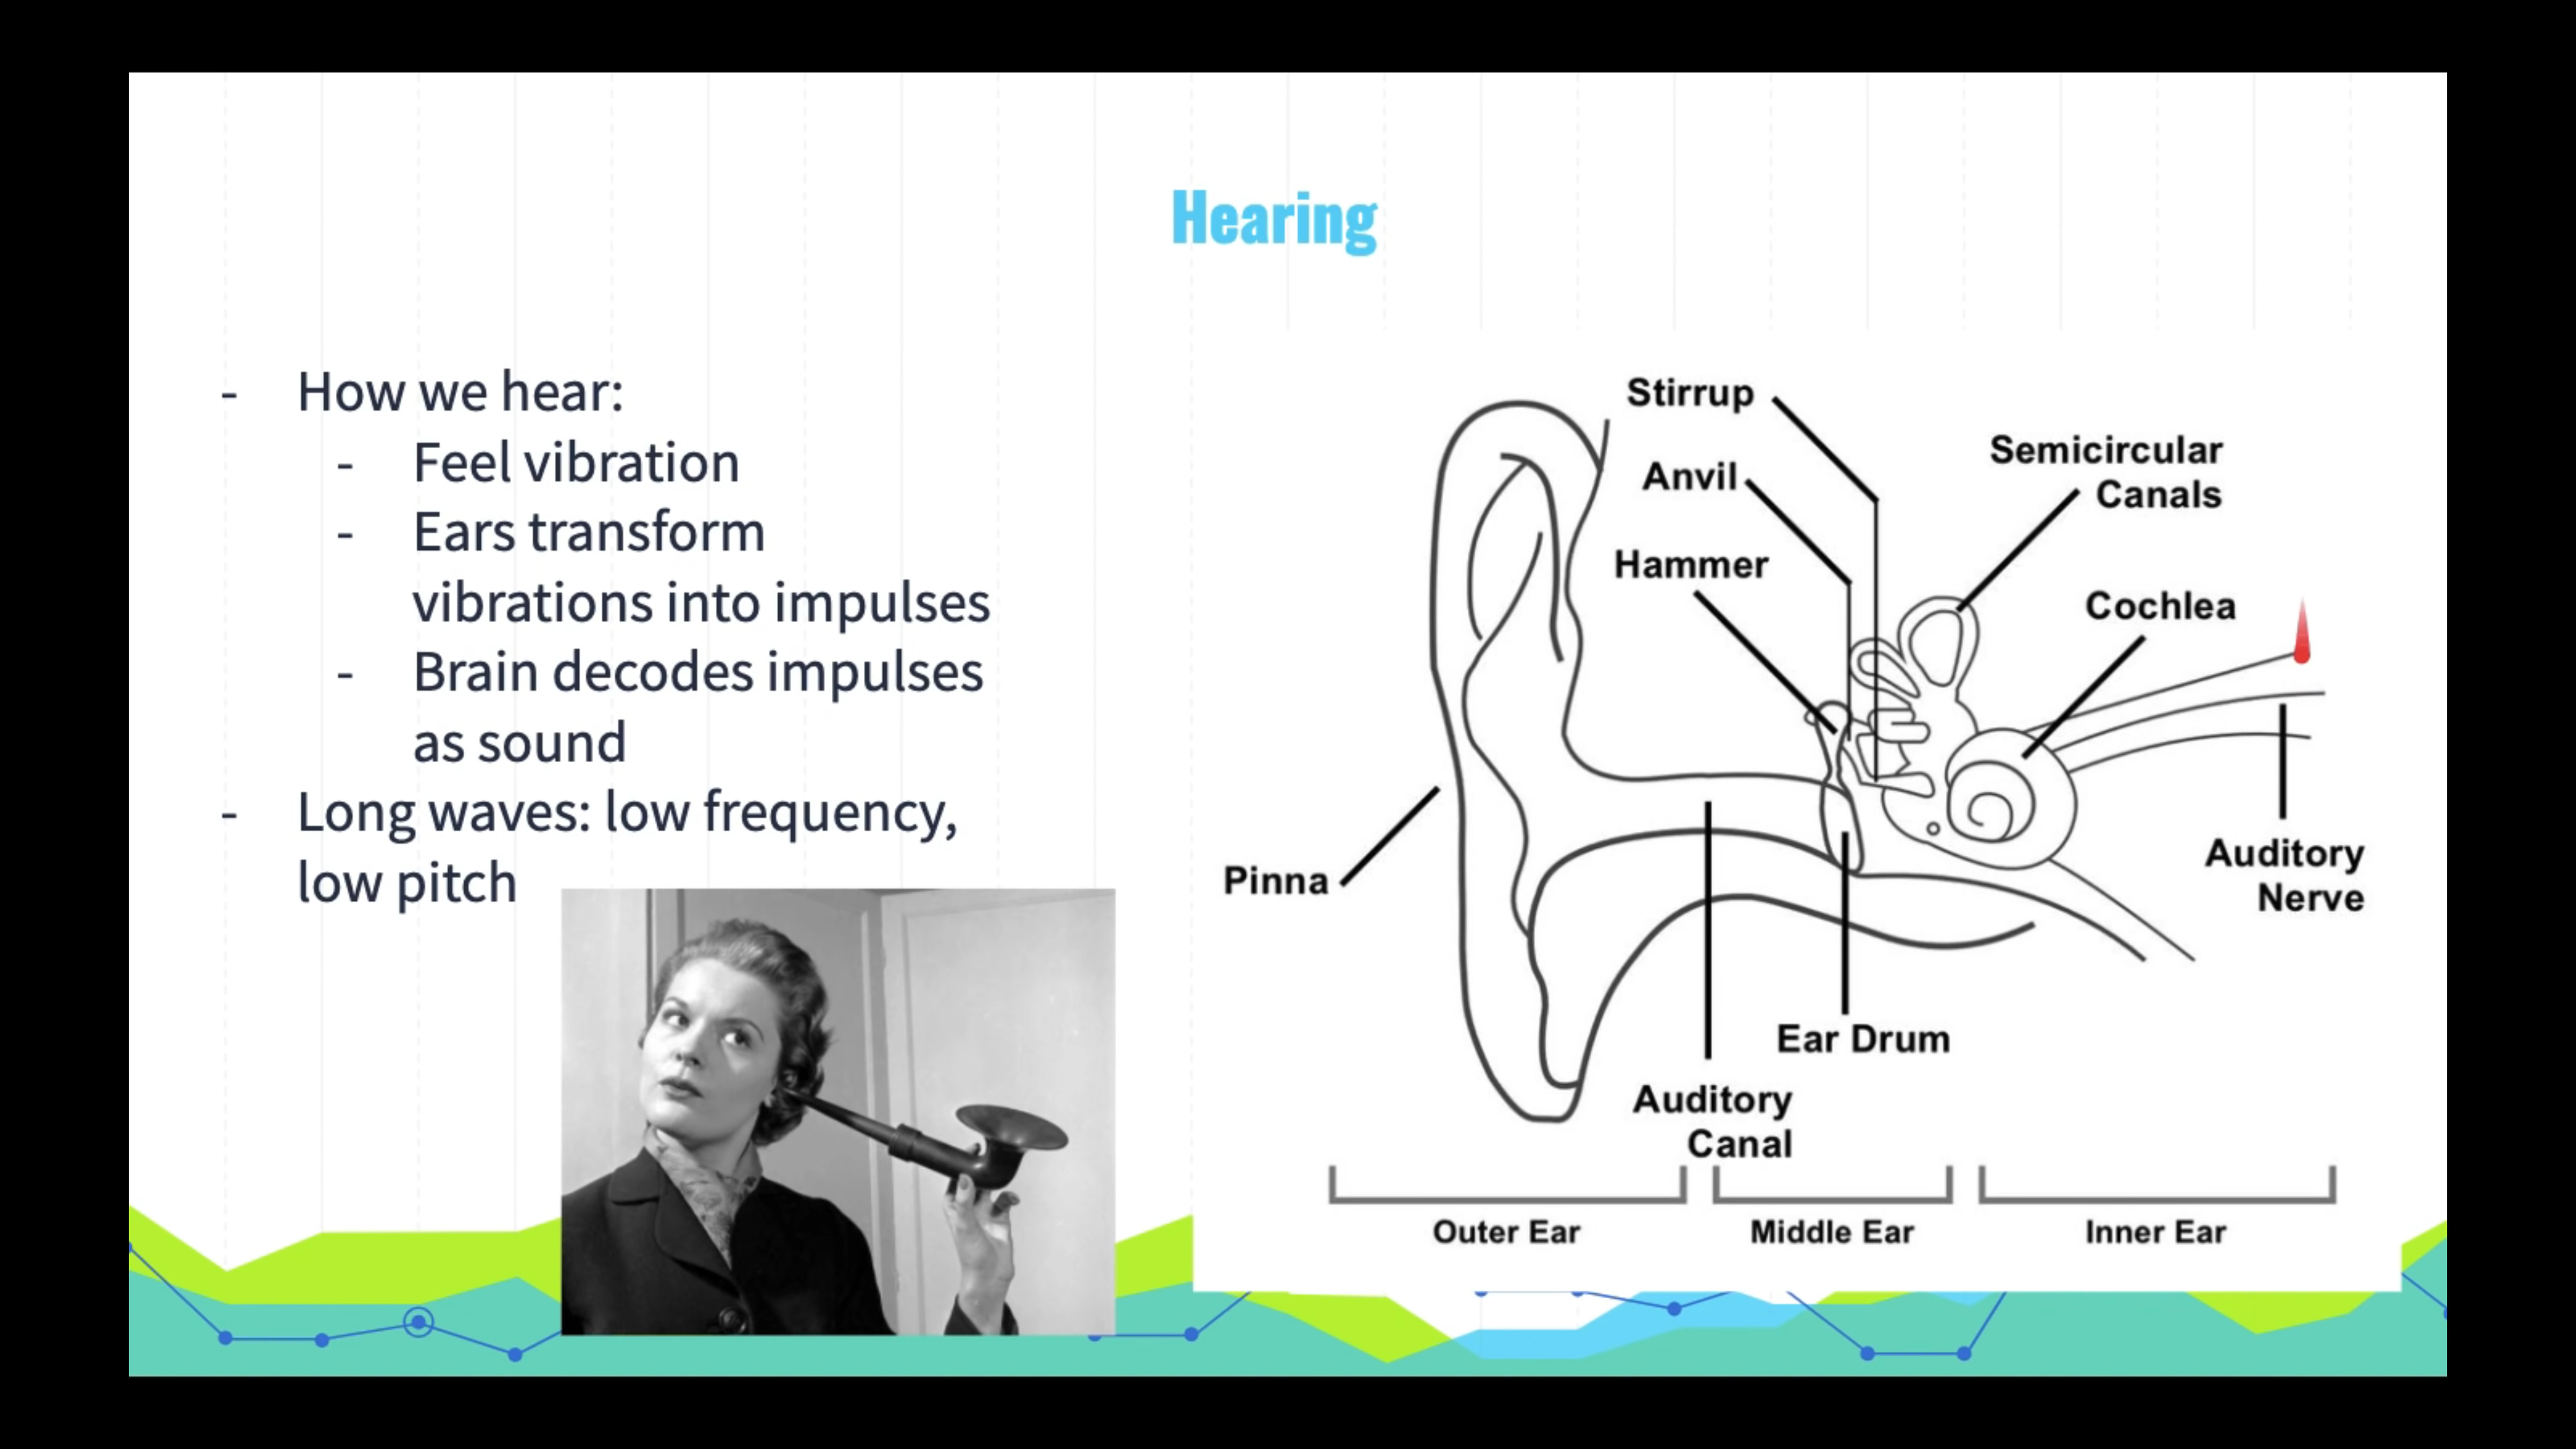 Hearing
- How we hear:
- Feel vibration
- Ears transform
vibrations into impulses
- Brain decodes impulses
as sound
- Long waves: low frequency,
low pitch
Stirrup
Anvil
Hammer
Semicircular
Canals
Cochlea
Pinna
Auditory
Nerve
Ear Drum
Auditory
Canal
Outer Ear
Middle Ear
Inner Ear